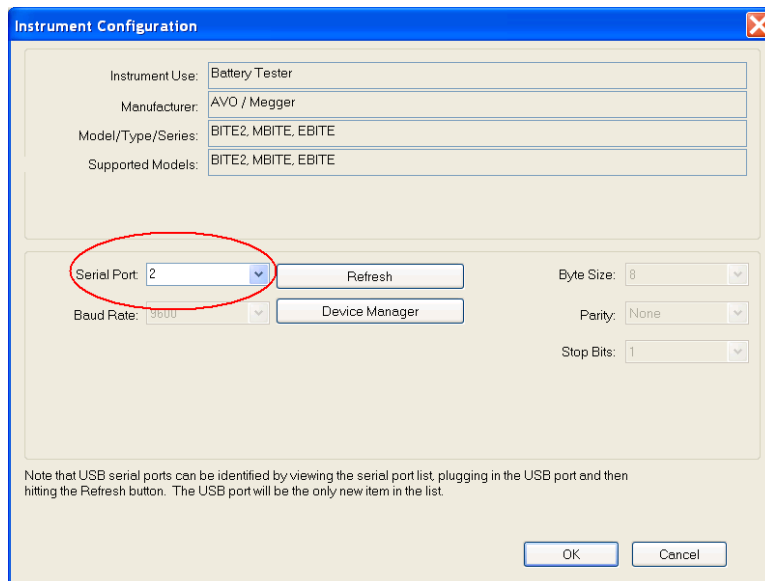 Instrument Configuration
Instrument Use: Battery Tester
Manufacturer: AVO / Megger
Model/Type/Series: BITE2, MBITE, EBITE
Supported Models: BITE2, MBITE, EBITE
Serial Port: 2 Refresh Byte Size: 8
Baud Rate: 9600 Device Manager Parity: None
Stop Bits: 1
Note that USB serial ports can be identified by viewing the serial port list, plugging in the USB port and then
hitting the Refresh button. The USB port will be the only new item in the list.
OK Cancel